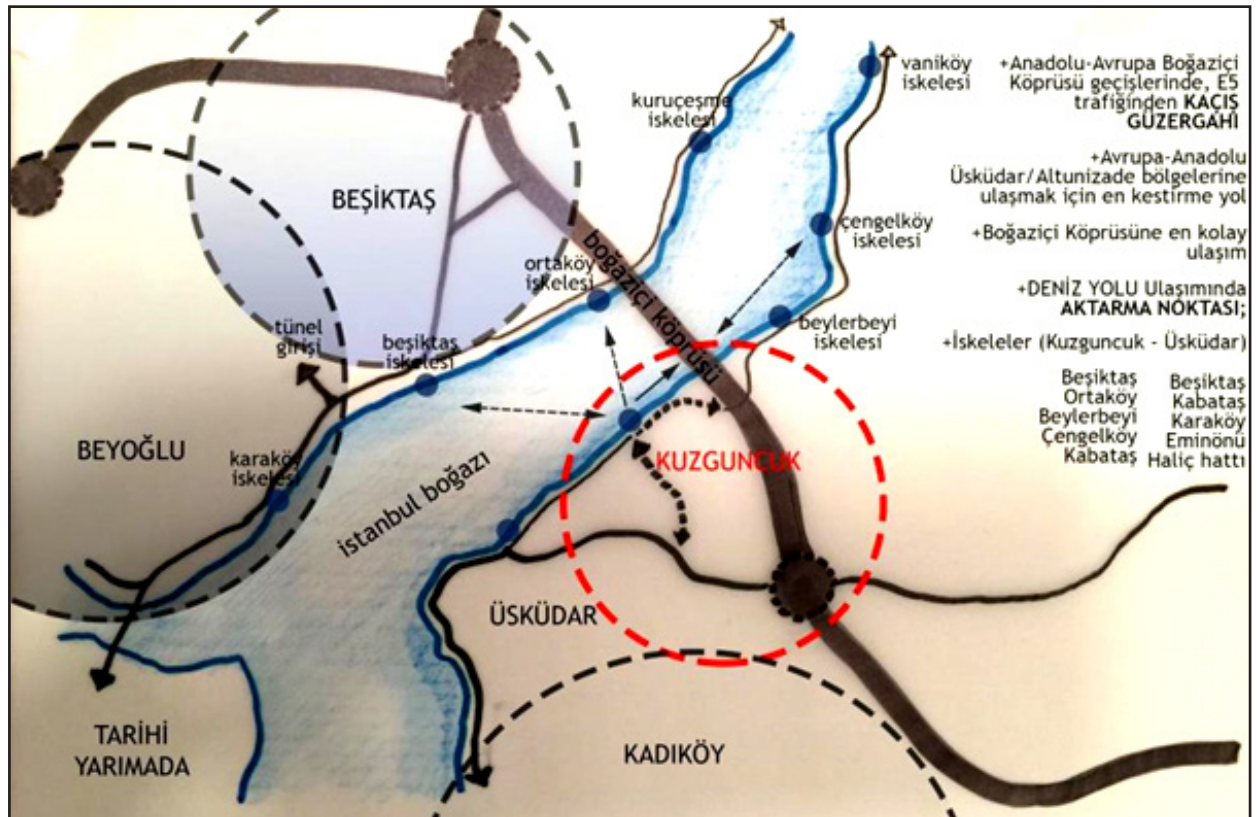 vaniköy
iskelesi
+Anadolu-Avrupa Boğaziçi
Köprüsü geçişlerinde, E5
trafiğinden KAÇIŞ
GÜZERGAHI
kuruçeşme
iskelesi
+Avrupa-Anadolu
Üsküdar/Altunizade bölgelerine
ulaşmak için en kestirme yol
BEŞİKTAŞ
çengelköy
iskelesi
+Boğaziçi Köprüsüne en kolay
ulaşım
boğaziçi köprüsü
ortaköy
iskelesi
+DENİZ YOLU Ulaşımında
AKTARMA NOKTASI;
tünel
girişi
beşiktaş
iskelesi
beylerbeyi
iskelesi
+İskeleler (Kuzguncuk - Üsküdar)
Beşiktaş
Ortaköy
Beylerbeyi
Çengelköy
Kabataş
Beşiktaş
Kabataş
Karaköy
Eminönü
Haliç hattı
BEYOĞLU
karaköy
iskelesi
KUZGUNCUK
istanbul boğazı
ÜSKÜDAR
TARİHİ
YARIMADA
KADIKÖY